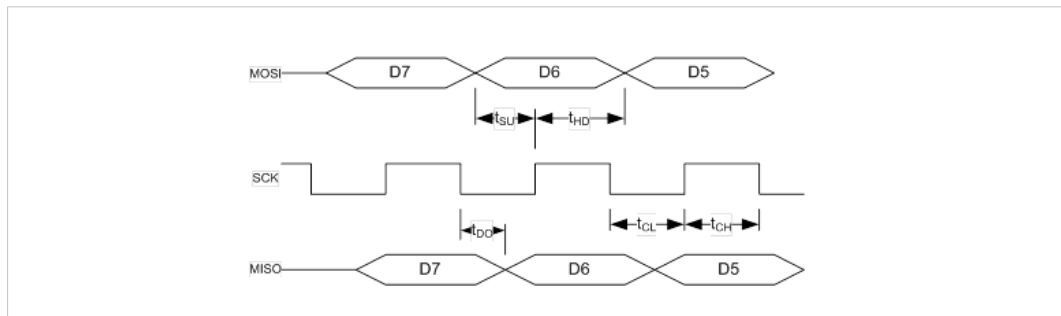 MOSI D7 D6 D5
tSU tHD
SCK
tDO tCL tCH
MISO D7 D6 D5